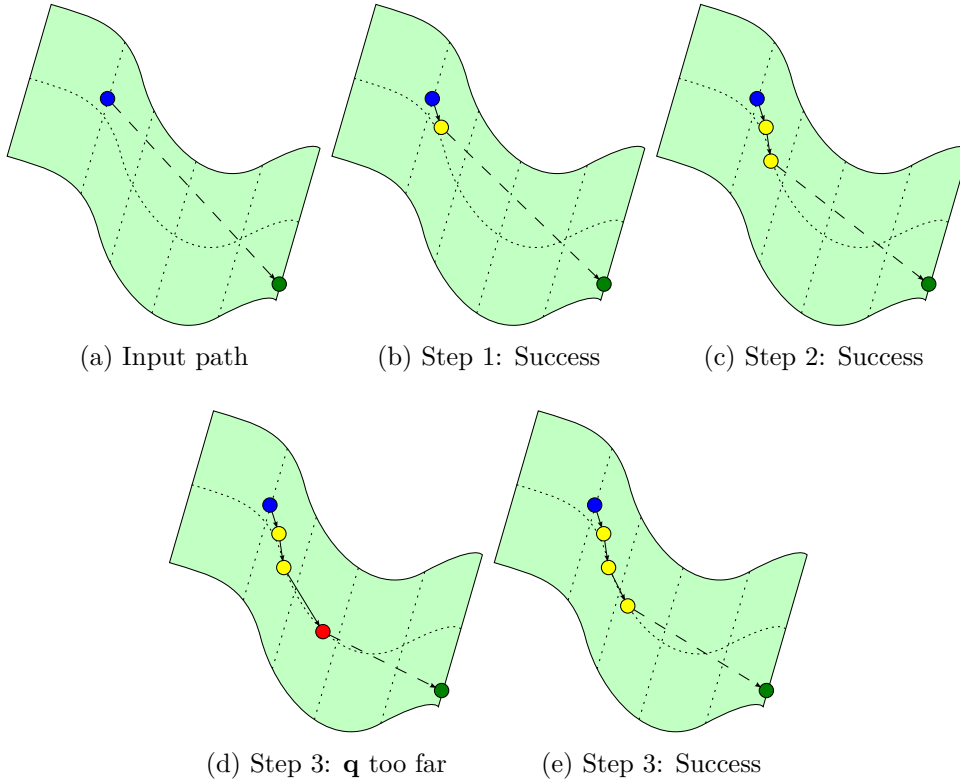 (a) Input path
(b) Step 1: Success
(c) Step 2: Success
(d) Step 3: q too far
(e) Step 3: Success